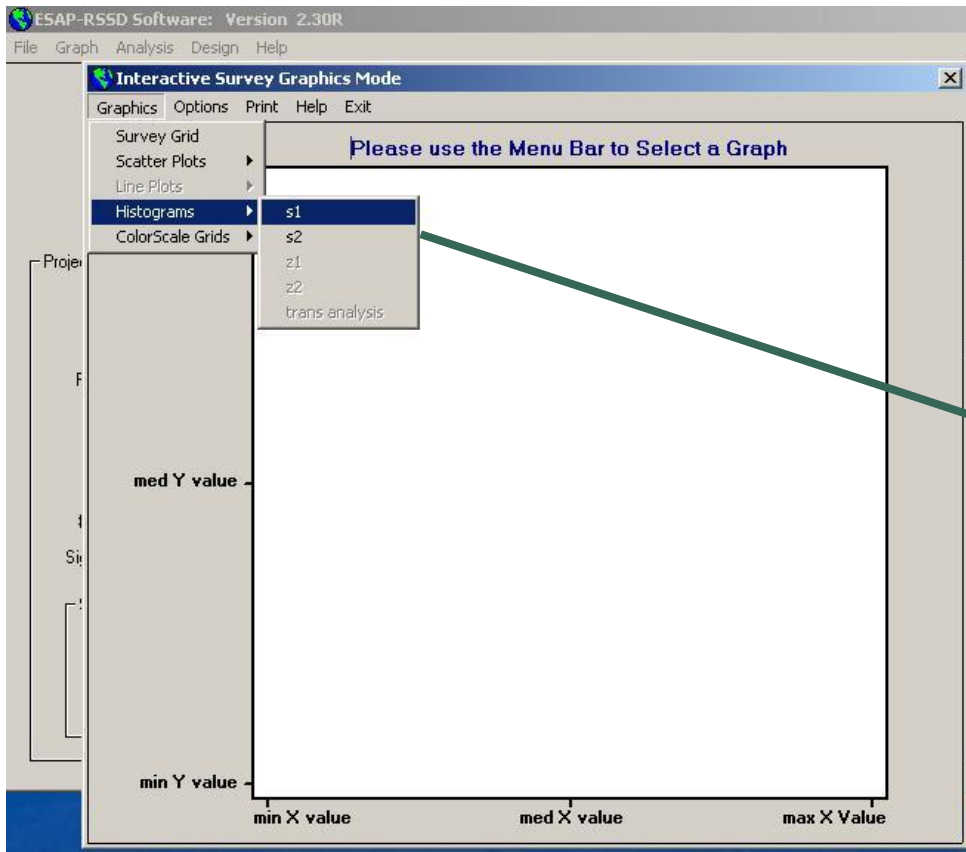 ESAP-RSSD Software: Version 2.30R
File Graph Analysis Design Help
Interactive Survey Graphics Mode
Graphics Options Print Help Exit
Survey Grid
Scatter Plots
Line Plots
Histograms
ColorScale Grids
s1
s2
z1
z2
trans analysis
Please use the Menu Bar to Select a Graph
med Y value
min Y value
min X value med X value max X Value